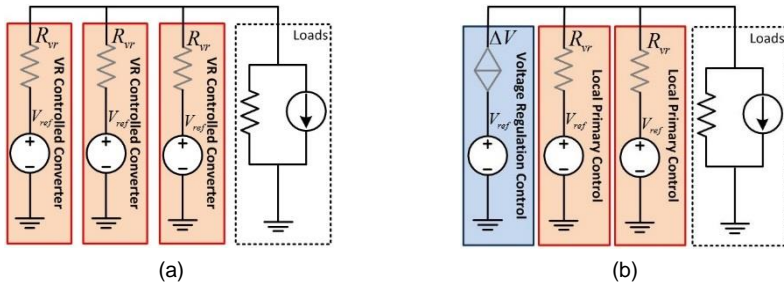 R_vr
V_ref
VR Controlled Converter
R_vr
V_ref
VR Controlled Converter
R_vr
V_ref
VR Controlled Converter
Loads
(a)
ΔV
V_ref
Voltage Regulation Control
R_vr
V_ref
Local Primary Control
R_vr
V_ref
Local Primary Control
Loads
(b)